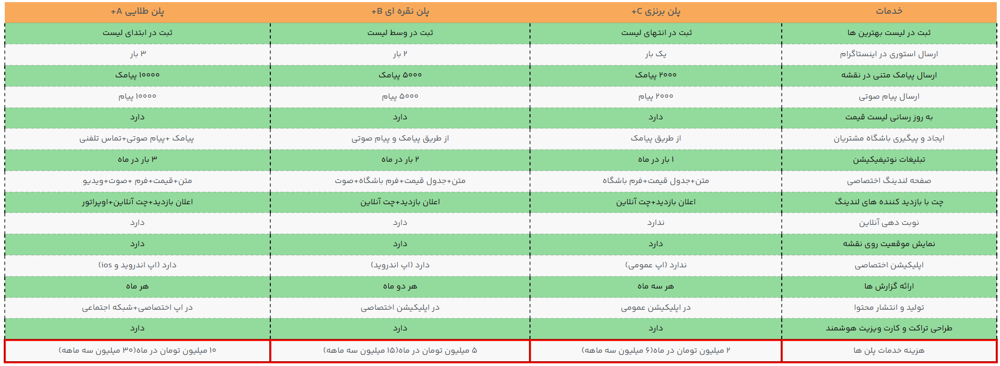 خدمات پلن برنزی C+ پلن نقره ای B+ پلن طلایی A+
ثبت در لیست بهترین ها ثبت در انتهای لیست ثبت در وسط لیست ثبت در ابتدای لیست
ارسال استوری در اینستاگرام یک بار ۲ بار ۳ بار
ارسال پیامک متنی در نقشه ۲۰۰۰ پیامک ۵۰۰۰ پیامک ۱۰۰۰۰ پیامک
ارسال پیام صوتی ۲۰۰۰ پیام ۵۰۰۰ پیام ۱۰۰۰۰ پیام
به روز رسانی لیست قیمت دارد دارد دارد
ایجاد و پیگیری باشگاه مشتریان از طریق پیامک از طریق پیامک و پیام صوتی پیامک +پیام صوتی+تماس تلفنی
تبلیغات نوتیفیکیشن ۱ بار در ماه ۲ بار در ماه ۳ بار در ماه
صفحه لندینگ اختصاصی متن+جدول قیمت+فرم باشگاه متن+جدول قیمت+فرم باشگاه+صوت متن+قیمت+فرم +صوت+ویدیو
چت با بازدید کننده های لندینگ اعلان بازدید+چت آنلاین اعلان بازدید+چت آنلاین اعلان بازدید+چت آنلاین+اوپراتور
نوبت دهی آنلاین ندارد دارد دارد
نمایش موقعیت روی نقشه دارد دارد دارد
اپلیکیشن اختصاصی ندارد (اپ عمومی) دارد (اپ اندروید) دارد (اپ اندروید و ios)
ارائه گزارش ها هر سه ماه هر دو ماه هر ماه
تولید و انتشار محتوا در اپلیکیشن عمومی در اپلیکیشن اختصاصی در اپ اختصاصی+شبکه اجتماعی
طراحی تراکت و کارت ویزیت هوشمند دارد دارد دارد
هزینه خدمات پلن ها ۲ میلیون تومان در ماه(۶ میلیون سه ماهه) ۵ میلیون تومان در ماه(۱۵ میلیون سه ماهه) ۱۰ میلیون تومان در ماه(۳۰ میلیون سه ماهه)